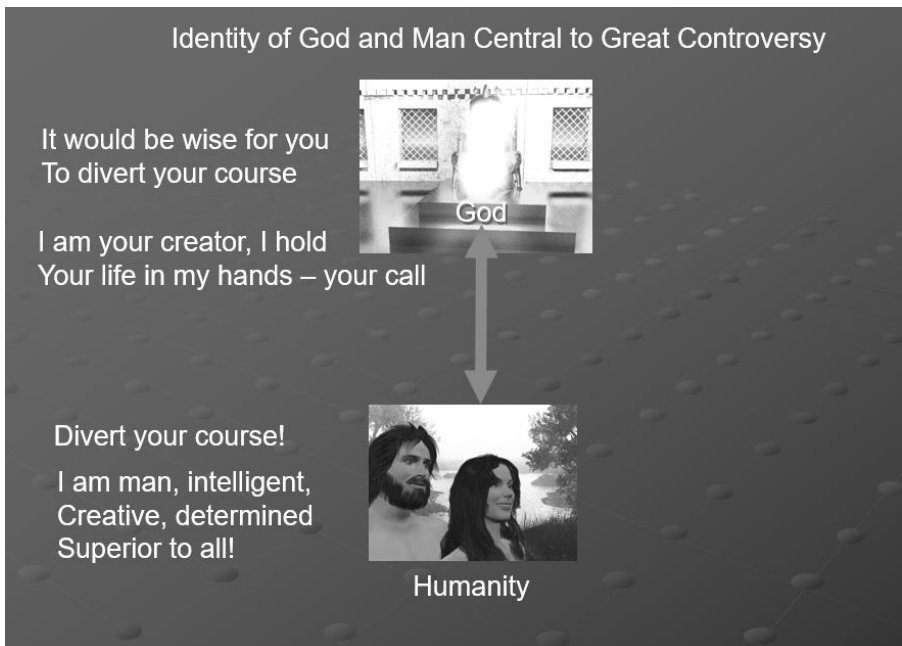 Identity of God and Man Central to Great Controversy
It would be wise for you
To divert your course
God
I am your creator, I hold
Your life in my hands – your call
Divert your course!
I am man, intelligent,
Creative, determined
Superior to all!
Humanity